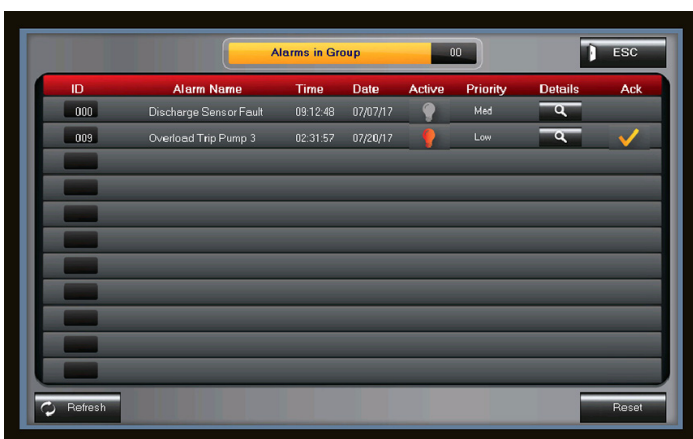 Alarms in Group 00
ESC
ID Alarm Name Time Date Active Priority Details Ack
000 Discharge Sensor Fault 09:12:48 07/07/17 Med
009 Overload Trip Pump 3 02:31:57 07/20/17 Low
Refresh Reset